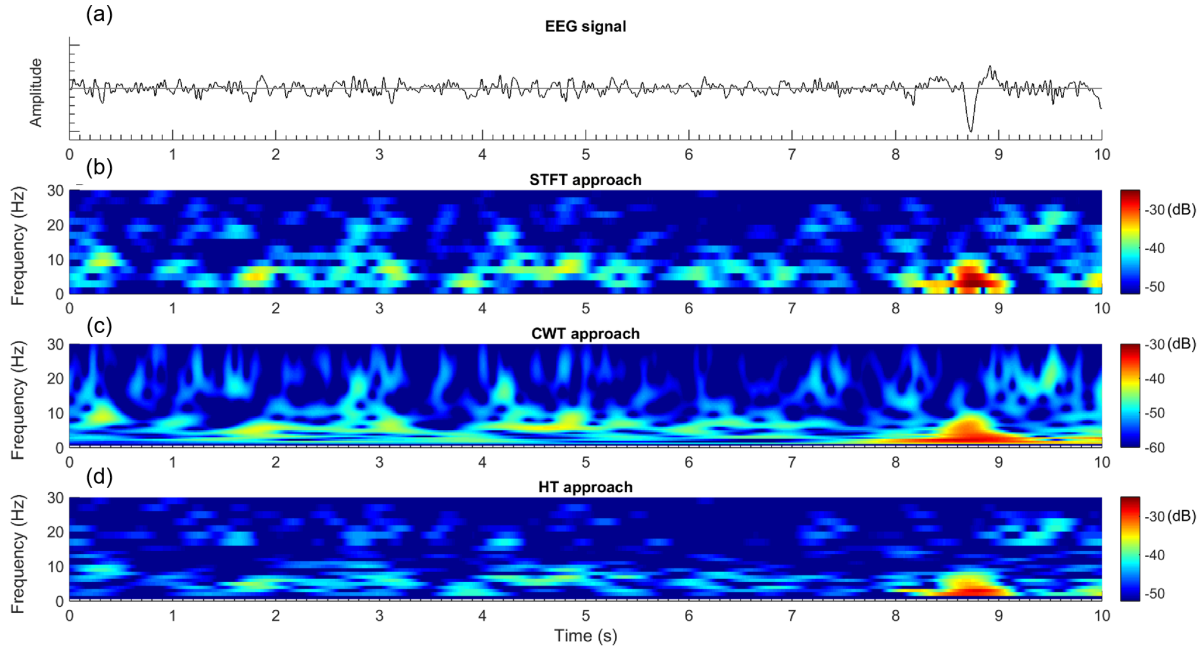 (a)
EEG signal
Amplitude
0 1 2 3 4 5 6 7 8 9 10
(b)
STFT approach
Frequency (Hz)
30
20
10
0
0 1 2 3 4 5 6 7 8 9 10
-30 (dB)
-40
-50
(c)
CWT approach
Frequency (Hz)
30
20
10
0
0 1 2 3 4 5 6 7 8 9 10
-30 (dB)
-40
-50
-60
(d)
HT approach
Frequency (Hz)
30
20
10
0
0 1 2 3 4 5 6 7 8 9 10
-30 (dB)
-40
-50
Time (s)